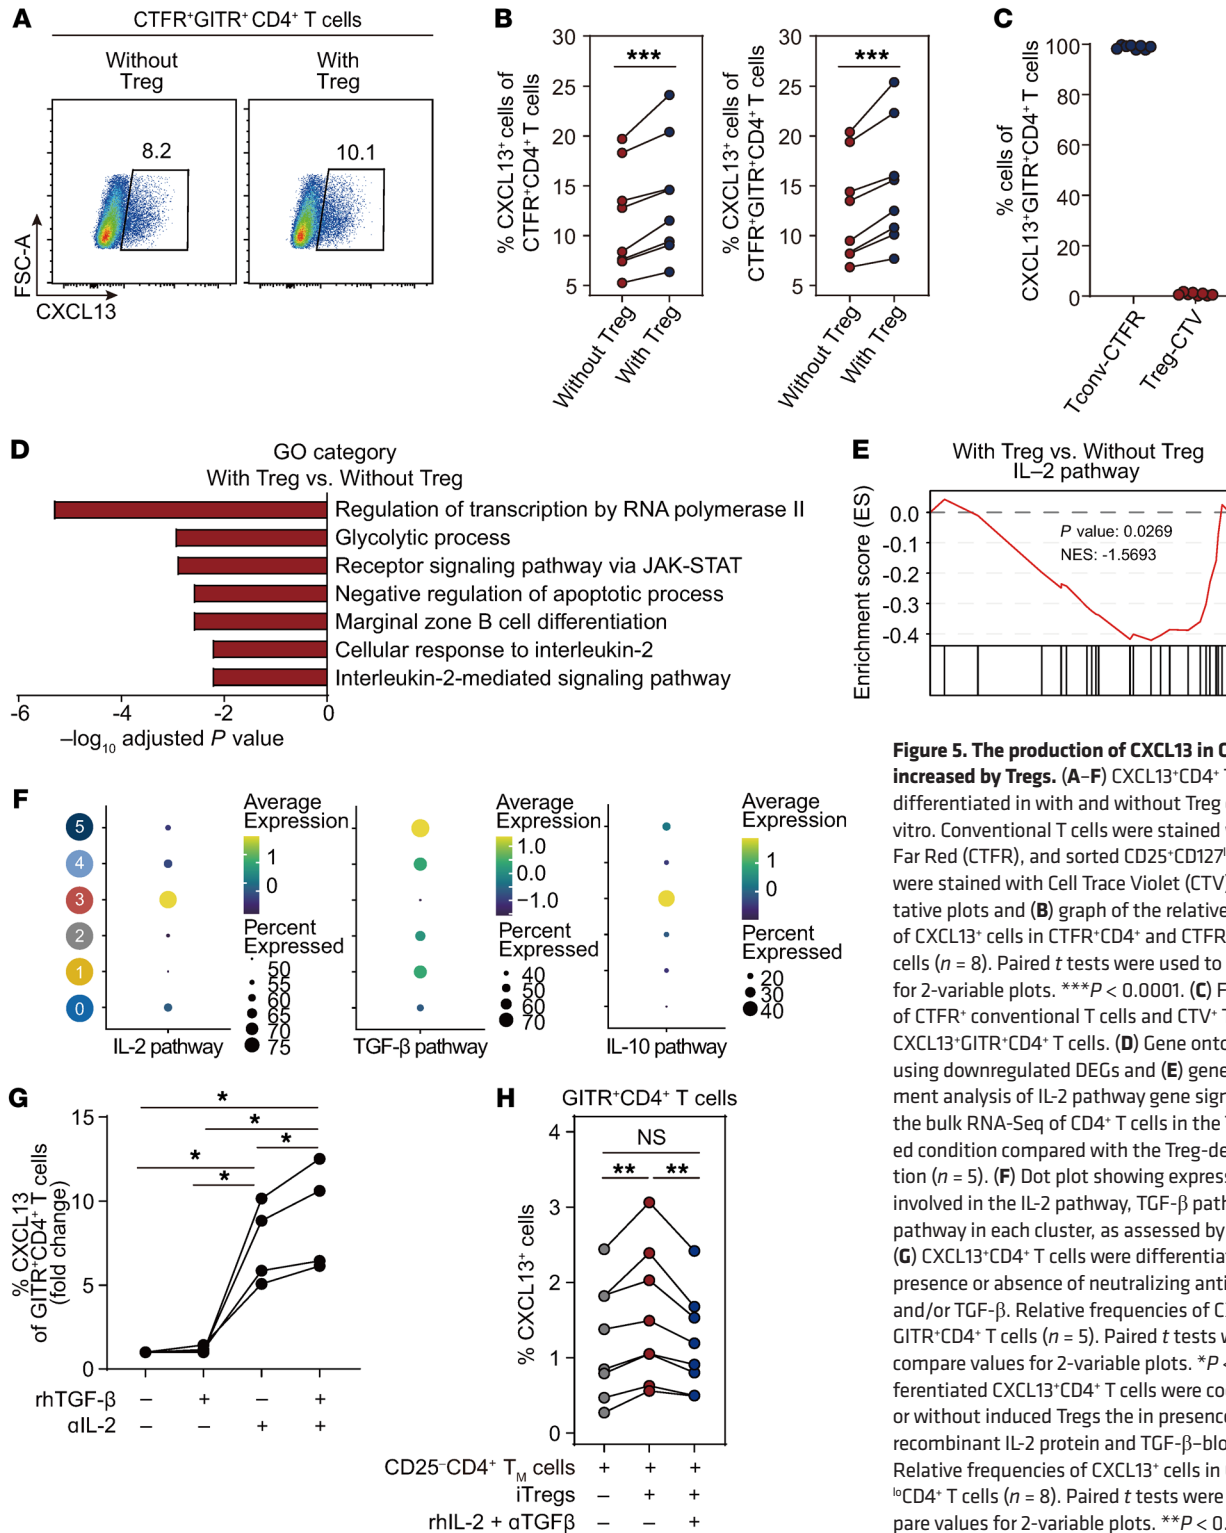 A
CTFR⁺GITR⁺ CD4⁺ T cells
Without Treg
With Treg
8.2
10.1
FSC-A
CXCL13
B
% CXCL13⁺ cells of CTFR⁺CD4⁺ T cells
30
25
20
15
10
5
***
Without Treg
With Treg
% CXCL13⁺ cells of CTFR⁺GITR⁺CD4⁺ T cells
30
25
20
15
10
5
***
Without Treg
With Treg
C
% cells of CXCL13⁺GITR⁺CD4⁺ T cells
100
80
60
40
20
0
Tconv-CTFR
Treg-CTV
D
GO category
With Treg vs. Without Treg
Regulation of transcription by RNA polymerase II
Glycolytic process
Receptor signaling pathway via JAK-STAT
Negative regulation of apoptotic process
Marginal zone B cell differentiation
Cellular response to interleukin-2
Interleukin-2-mediated signaling pathway
-6 -4 -2 0
–log₁₀ adjusted P value
E
With Treg vs. Without Treg
IL–2 pathway
Enrichment score (ES)
0.0
-0.1
-0.2
-0.3
-0.4
P value: 0.0269
NES: -1.5693
F
5
4
3
2
1
0
IL-2 pathway
Average Expression
1
0
Percent Expressed
50
55
60
65
70
75
TGF-β pathway
Average Expression
1.0
0.0
−1.0
Percent Expressed
40
50
60
70
IL-10 pathway
Average Expression
1
0
Percent Expressed
20
30
40
G
% CXCL13 of GITR⁺CD4⁺ T cells (fold change)
15
10
5
0
* * * * *
rhTGF-β – + – +
αIL-2 – – + +
H
GITR⁺CD4⁺ T cells
% CXCL13⁺ cells
4
3
2
1
0
NS
** **
CD25⁻CD4⁺ T_M cells + + +
iTregs – + +
rhIL-2 + αTGFβ – – +
Figure 5. The production of CXCL13 in C
increased by Tregs. (A–F) CXCL13⁺CD4⁺ T
differentiated in with and without Treg
vitro. Conventional T cells were stained
Far Red (CTFR), and sorted CD25⁺CD127ˡ
were stained with Cell Trace Violet (CTV)
tative plots and (B) graph of the relative
of CXCL13⁺ cells in CTFR⁺CD4⁺ and CTFR
cells (n = 8). Paired t tests were used to
for 2-variable plots. ***P < 0.0001. (C) F
of CTFR⁺ conventional T cells and CTV⁺ T
CXCL13⁺GITR⁺CD4⁺ T cells. (D) Gene onto
using downregulated DEGs and (E) gene
ment analysis of IL-2 pathway gene sign
the bulk RNA-Seq of CD4⁺ T cells in the T
ed condition compared with the Treg-de
tion (n = 5). (F) Dot plot showing express
involved in the IL-2 pathway, TGF-β path
pathway in each cluster, as assessed by
(G) CXCL13⁺CD4⁺ T cells were differentia
presence or absence of neutralizing anti
and/or TGF-β. Relative frequencies of C
GITR⁺CD4⁺ T cells (n = 5). Paired t tests w
compare values for 2-variable plots. *P <
ferentiated CXCL13⁺CD4⁺ T cells were co
or without induced Tregs the in presence
recombinant IL-2 protein and TGF-β–blo
Relative frequencies of CXCL13⁺ cells in
ˡᵒCD4⁺ T cells (n = 8). Paired t tests were
pare values for 2-variable plots. **P < 0.